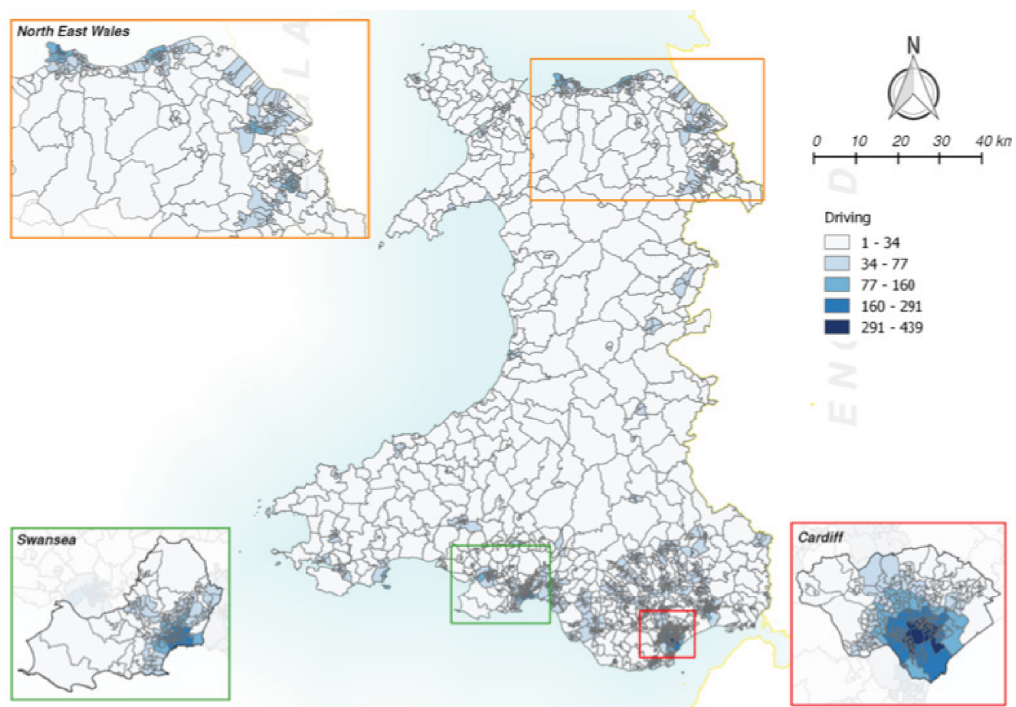 North East Wales
LA
N
0 10 20 30 40 km
D
Driving
1 - 34
34 - 77
77 - 160
160 - 291
291 - 439
E N G
Swansea
Cardiff